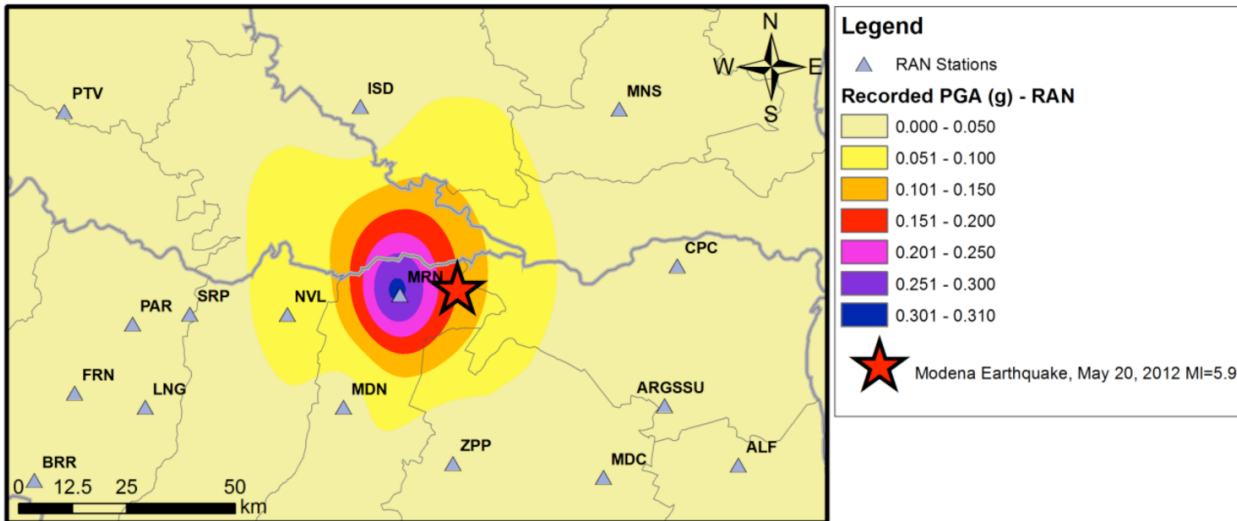 N
W E
S
PTV
ISD
MNS
CPC
MRN
NVL
SRP
PAR
FRN
LNG
MDN
ARGSSU
ZPP
MDC
ALF
BRR
0 12.5 25 50
km
Legend
RAN Stations
Recorded PGA (g) - RAN
0.000 - 0.050
0.051 - 0.100
0.101 - 0.150
0.151 - 0.200
0.201 - 0.250
0.251 - 0.300
0.301 - 0.310
Modena Earthquake, May 20, 2012 Ml=5.9